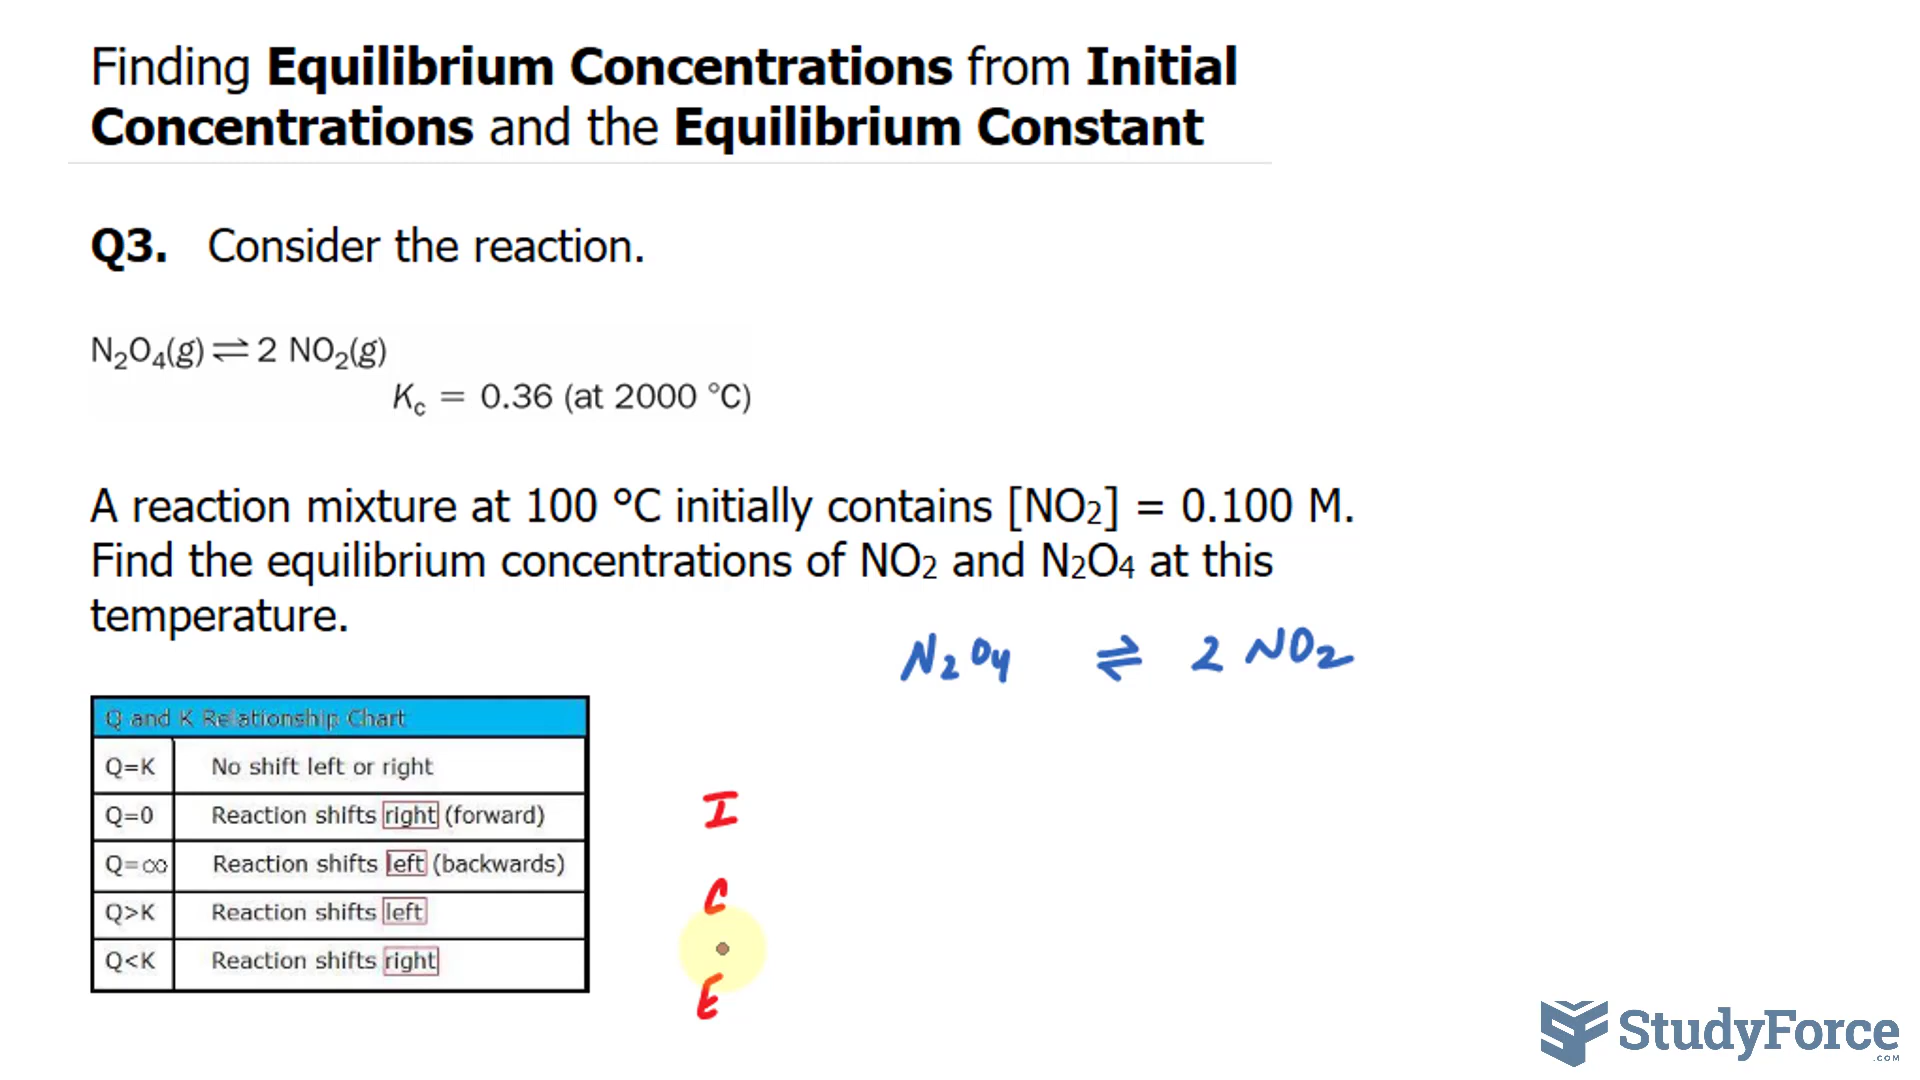 Finding Equilibrium Concentrations from Initial
Concentrations and the Equilibrium Constant
Q3. Consider the reaction.
N₂O₄(g) ⇌ 2 NO₂(g)
Kc = 0.36 (at 2000 °C)
A reaction mixture at 100 °C initially contains [NO₂] = 0.100 M.
Find the equilibrium concentrations of NO₂ and N₂O₄ at this
temperature.
N₂O₄ ⇌ 2 NO₂
Q and K Relationship Chart
Q=K No shift left or right
Q=0 Reaction shifts right (forward)
Q=∞ Reaction shifts left (backwards)
Q>K Reaction shifts left
Q<K Reaction shifts right
I
C
E
StudyForce
.COM